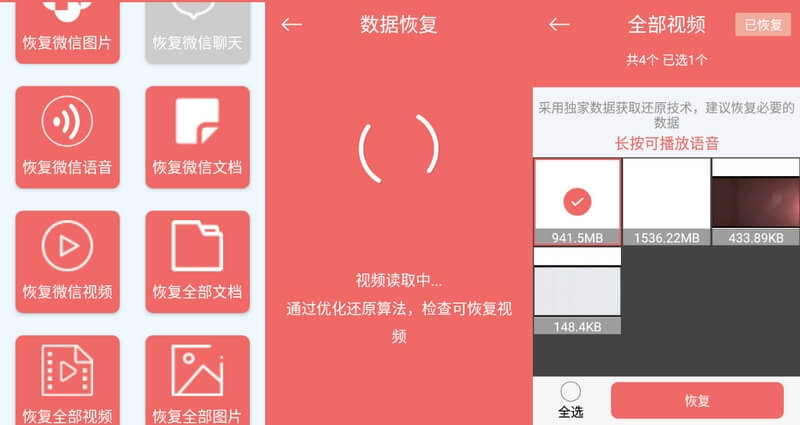 恢复微信图片
恢复微信聊天
恢复微信语音
恢复微信文档
恢复微信视频
恢复全部文档
恢复全部视频
恢复全部图片
数据恢复
视频读取中...
通过优化还原算法，检查可恢复视
频
全部视频
已恢复
共4个 已选1个
采用独家数据获取还原技术，建议恢复必要的
数据
长按可播放语音
941.5MB
1536.22MB
433.89KB
148.4KB
全选
恢复